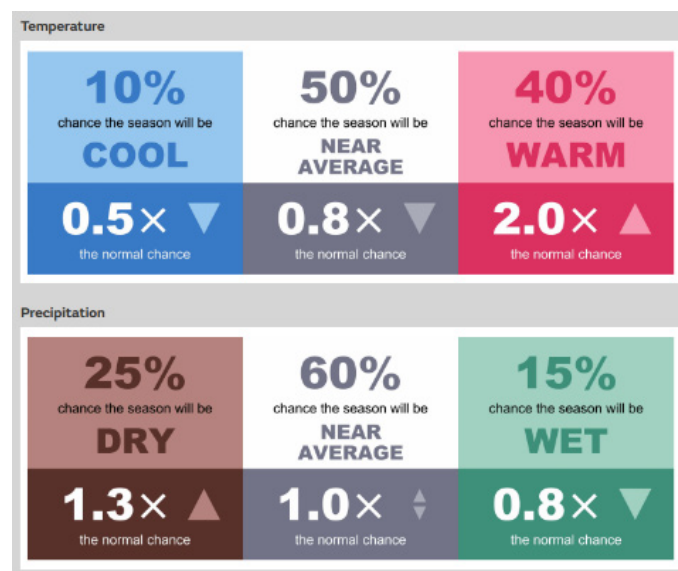 Temperature
10% 50% 40%
chance the season will be chance the season will be chance the season will be
COOL NEAR AVERAGE WARM
0.5× 0.8× 2.0×
the normal chance the normal chance the normal chance
Precipitation
25% 60% 15%
chance the season will be chance the season will be chance the season will be
DRY NEAR AVERAGE WET
1.3× 1.0× 0.8×
the normal chance the normal chance the normal chance